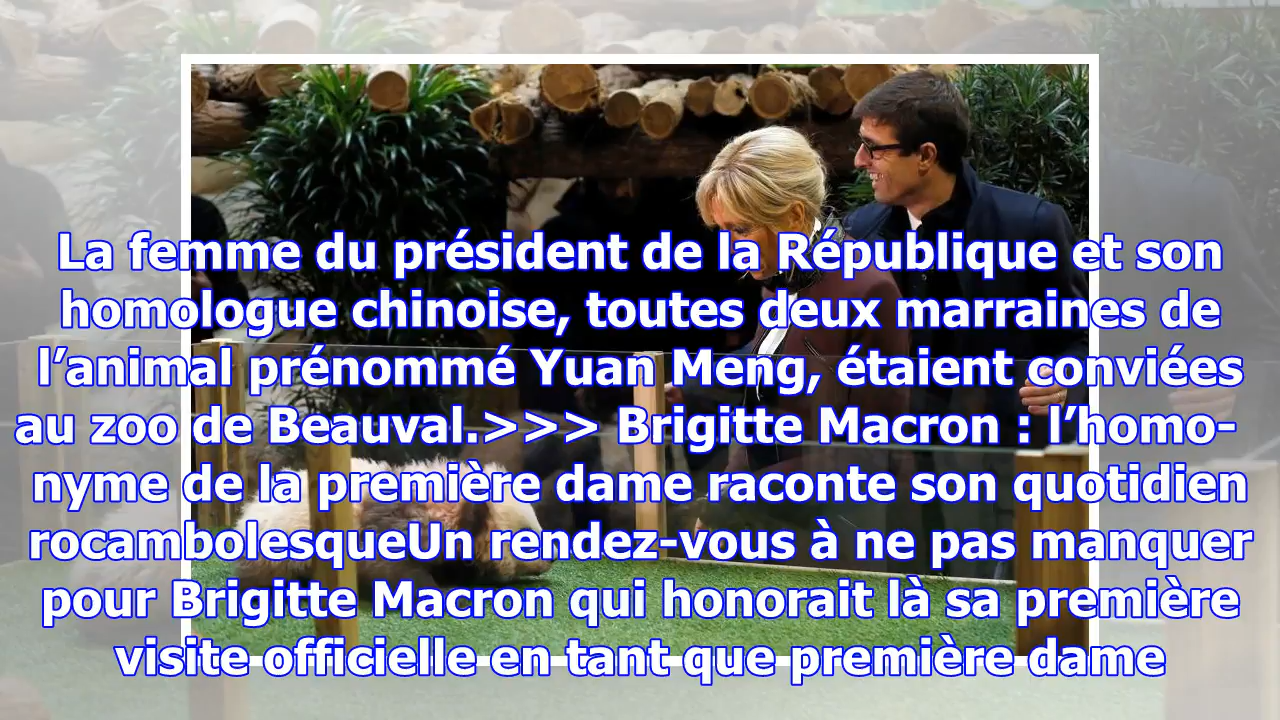 La femme du président de la République et son
homologue chinoise, toutes deux marraines de
l’animal prénommé Yuan Meng, étaient conviées
au zoo de Beauval.>>> Brigitte Macron : l’homo-
nyme de la première dame raconte son quotidien
rocambolesqueUn rendez-vous à ne pas manquer
pour Brigitte Macron qui honorait là sa première
visite officielle en tant que première dame